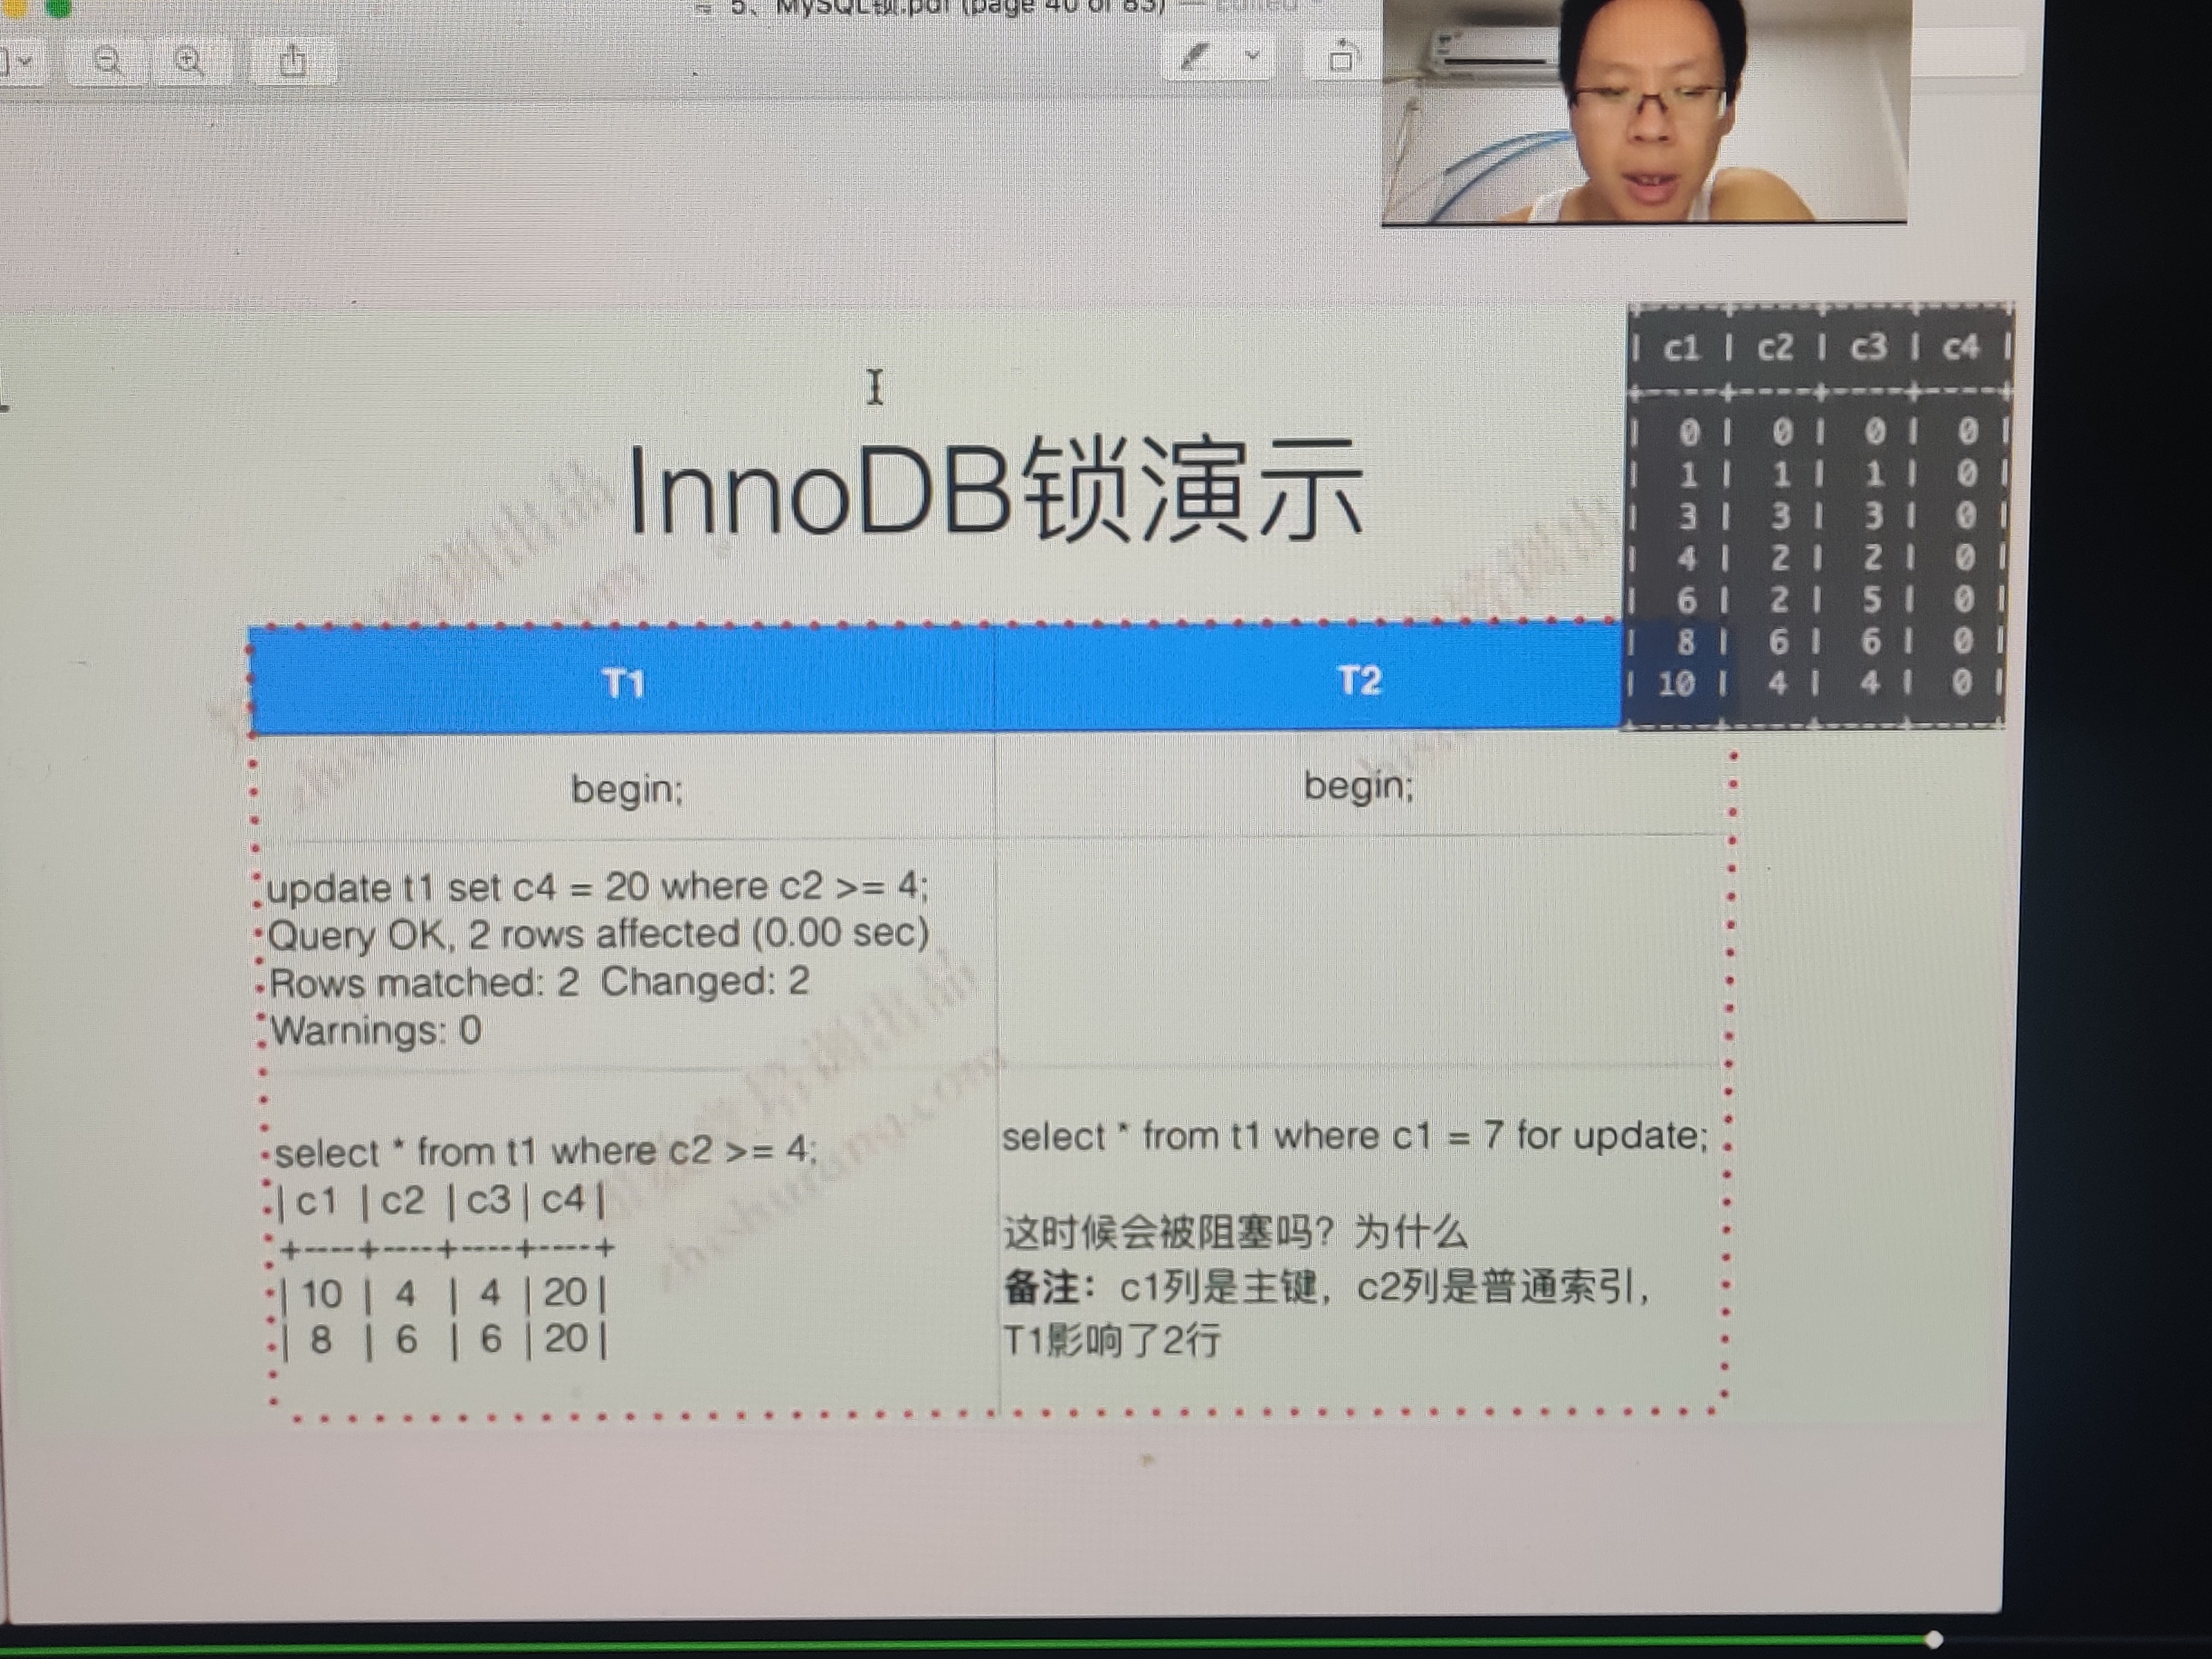 5、MySQL锁.pdf (page 40 of 83) — Edited
InnoDB锁演示
| c1 | c2 | c3 | c4 |
| 0 | 0 | 0 | 0 |
| 1 | 1 | 1 | 0 |
| 3 | 3 | 3 | 0 |
| 4 | 2 | 2 | 0 |
| 6 | 2 | 5 | 0 |
| 8 | 6 | 6 | 0 |
| 10 | 4 | 4 | 0 |
T1
T2
begin;
begin;
update t1 set c4 = 20 where c2 >= 4;
Query OK, 2 rows affected (0.00 sec)
Rows matched: 2 Changed: 2
Warnings: 0
select * from t1 where c2 >= 4;
| c1 | c2 | c3 | c4 |
+----+----+----+----+
| 10 | 4 | 4 | 20 |
| 8 | 6 | 6 | 20 |
select * from t1 where c1 = 7 for update;
这时候会被阻塞吗？为什么
备注：c1列是主键，c2列是普通索引，
T1影响了2行